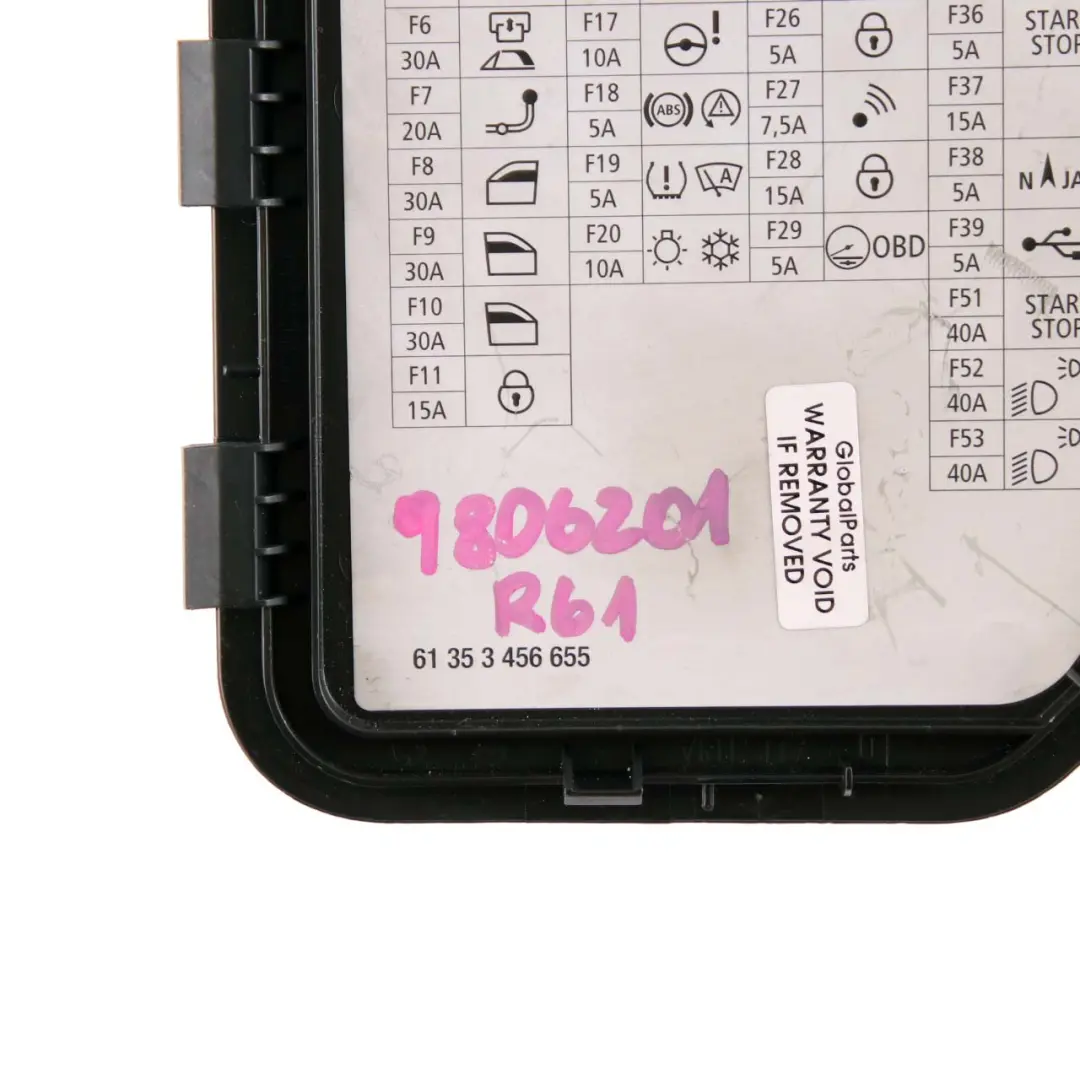 F6 F17 F26 F36 STAR
30A 10A 5A 5A STOP
F7 F18 F27 F37
20A 5A ABS 7,5A 15A
F8 F19 A F28 F38
30A 5A 15A 5A N JA
F9 F20 F29 OBD F39
30A 10A 5A 5A
F10 F51 STAR
30A 40A STOP
F11 F52
15A 40A
F53
40A
9806201
R61
61 35 3 456 655
GlobalParts
WARRANTY VOID
IF REMOVED